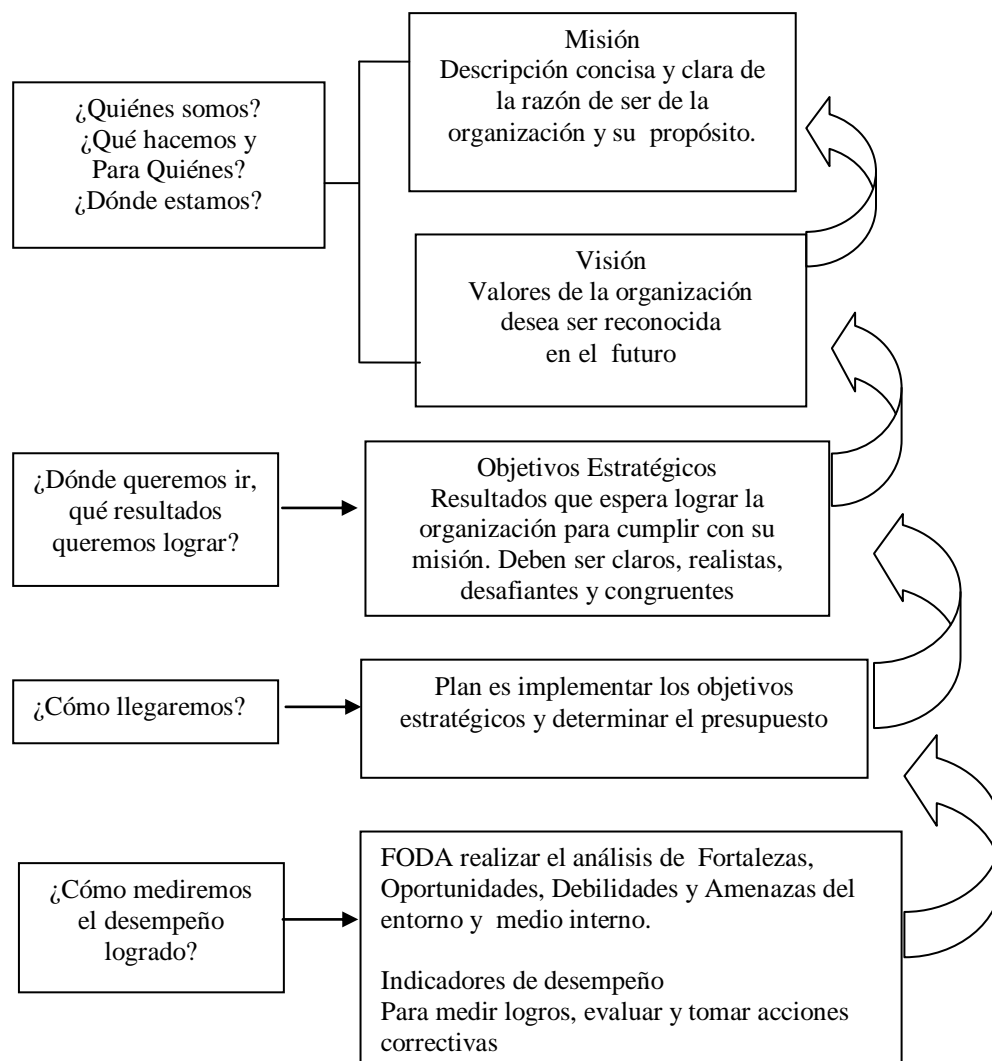 Misión
Descripción concisa y clara de
la razón de ser de la
organización y su propósito.
¿Quiénes somos?
¿Qué hacemos y
Para Quiénes?
¿Dónde estamos?
Visión
Valores de la organización
desea ser reconocida
en el futuro
¿Dónde queremos ir,
qué resultados
queremos lograr?
Objetivos Estratégicos
Resultados que espera lograr la
organización para cumplir con su
misión. Deben ser claros, realistas,
desafiantes y congruentes
¿Cómo llegaremos?
Plan es implementar los objetivos
estratégicos y determinar el presupuesto
¿Cómo mediremos
el desempeño
logrado?
FODA realizar el análisis de Fortalezas,
Oportunidades, Debilidades y Amenazas del
entorno y medio interno.
Indicadores de desempeño
Para medir logros, evaluar y tomar acciones
correctivas